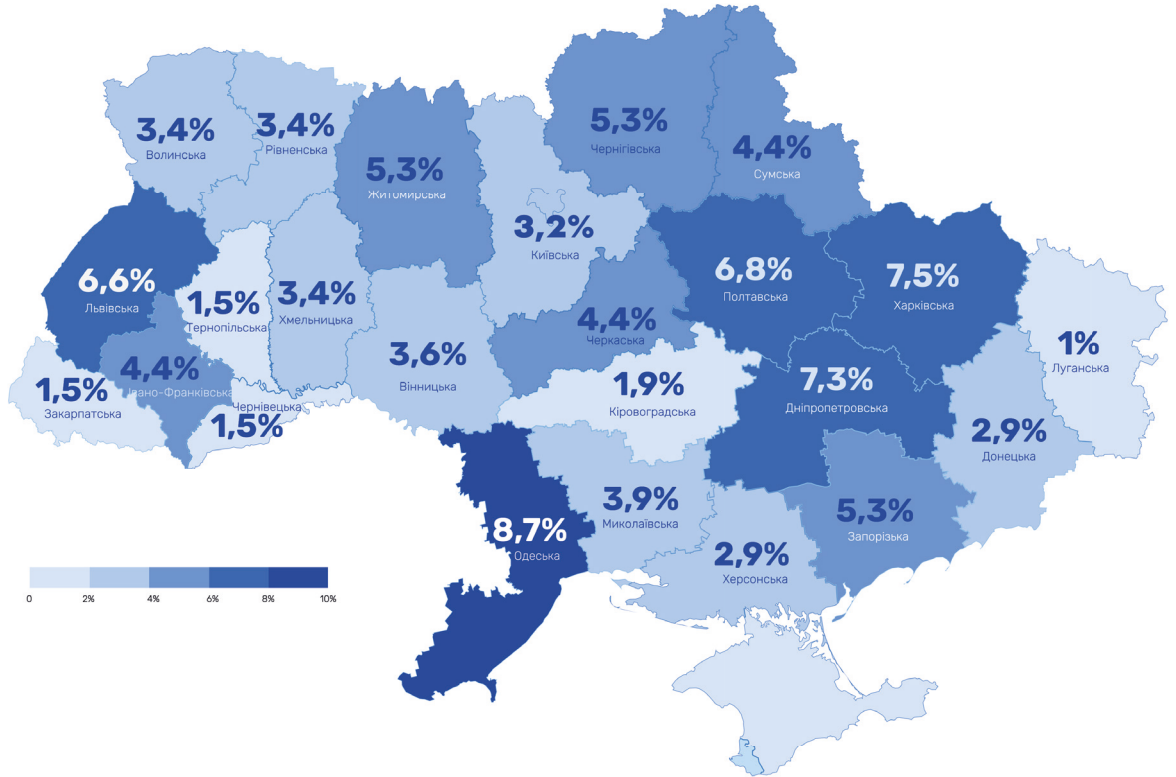 3,4%
Волинська
3,4%
Рівненська
5,3%
Житомирська
5,3%
Чернігівська
4,4%
Сумська
3,2%
Київська
6,6%
Львівська
1,5%
Тернопільська
3,4%
Хмельницька
6,8%
Полтавська
7,5%
Харківська
4,4%
Черкаська
1%
Луганська
3,6%
Вінницька
4,4%
Івано-Франківська
1,5%
Закарпатська
Чернівецька
1,5%
1,9%
Кіровоградська
7,3%
Дніпропетровська
2,9%
Донецька
8,7%
Одеська
3,9%
Миколаївська
5,3%
Запорізька
2,9%
Херсонська
0 2% 4% 6% 8% 10%